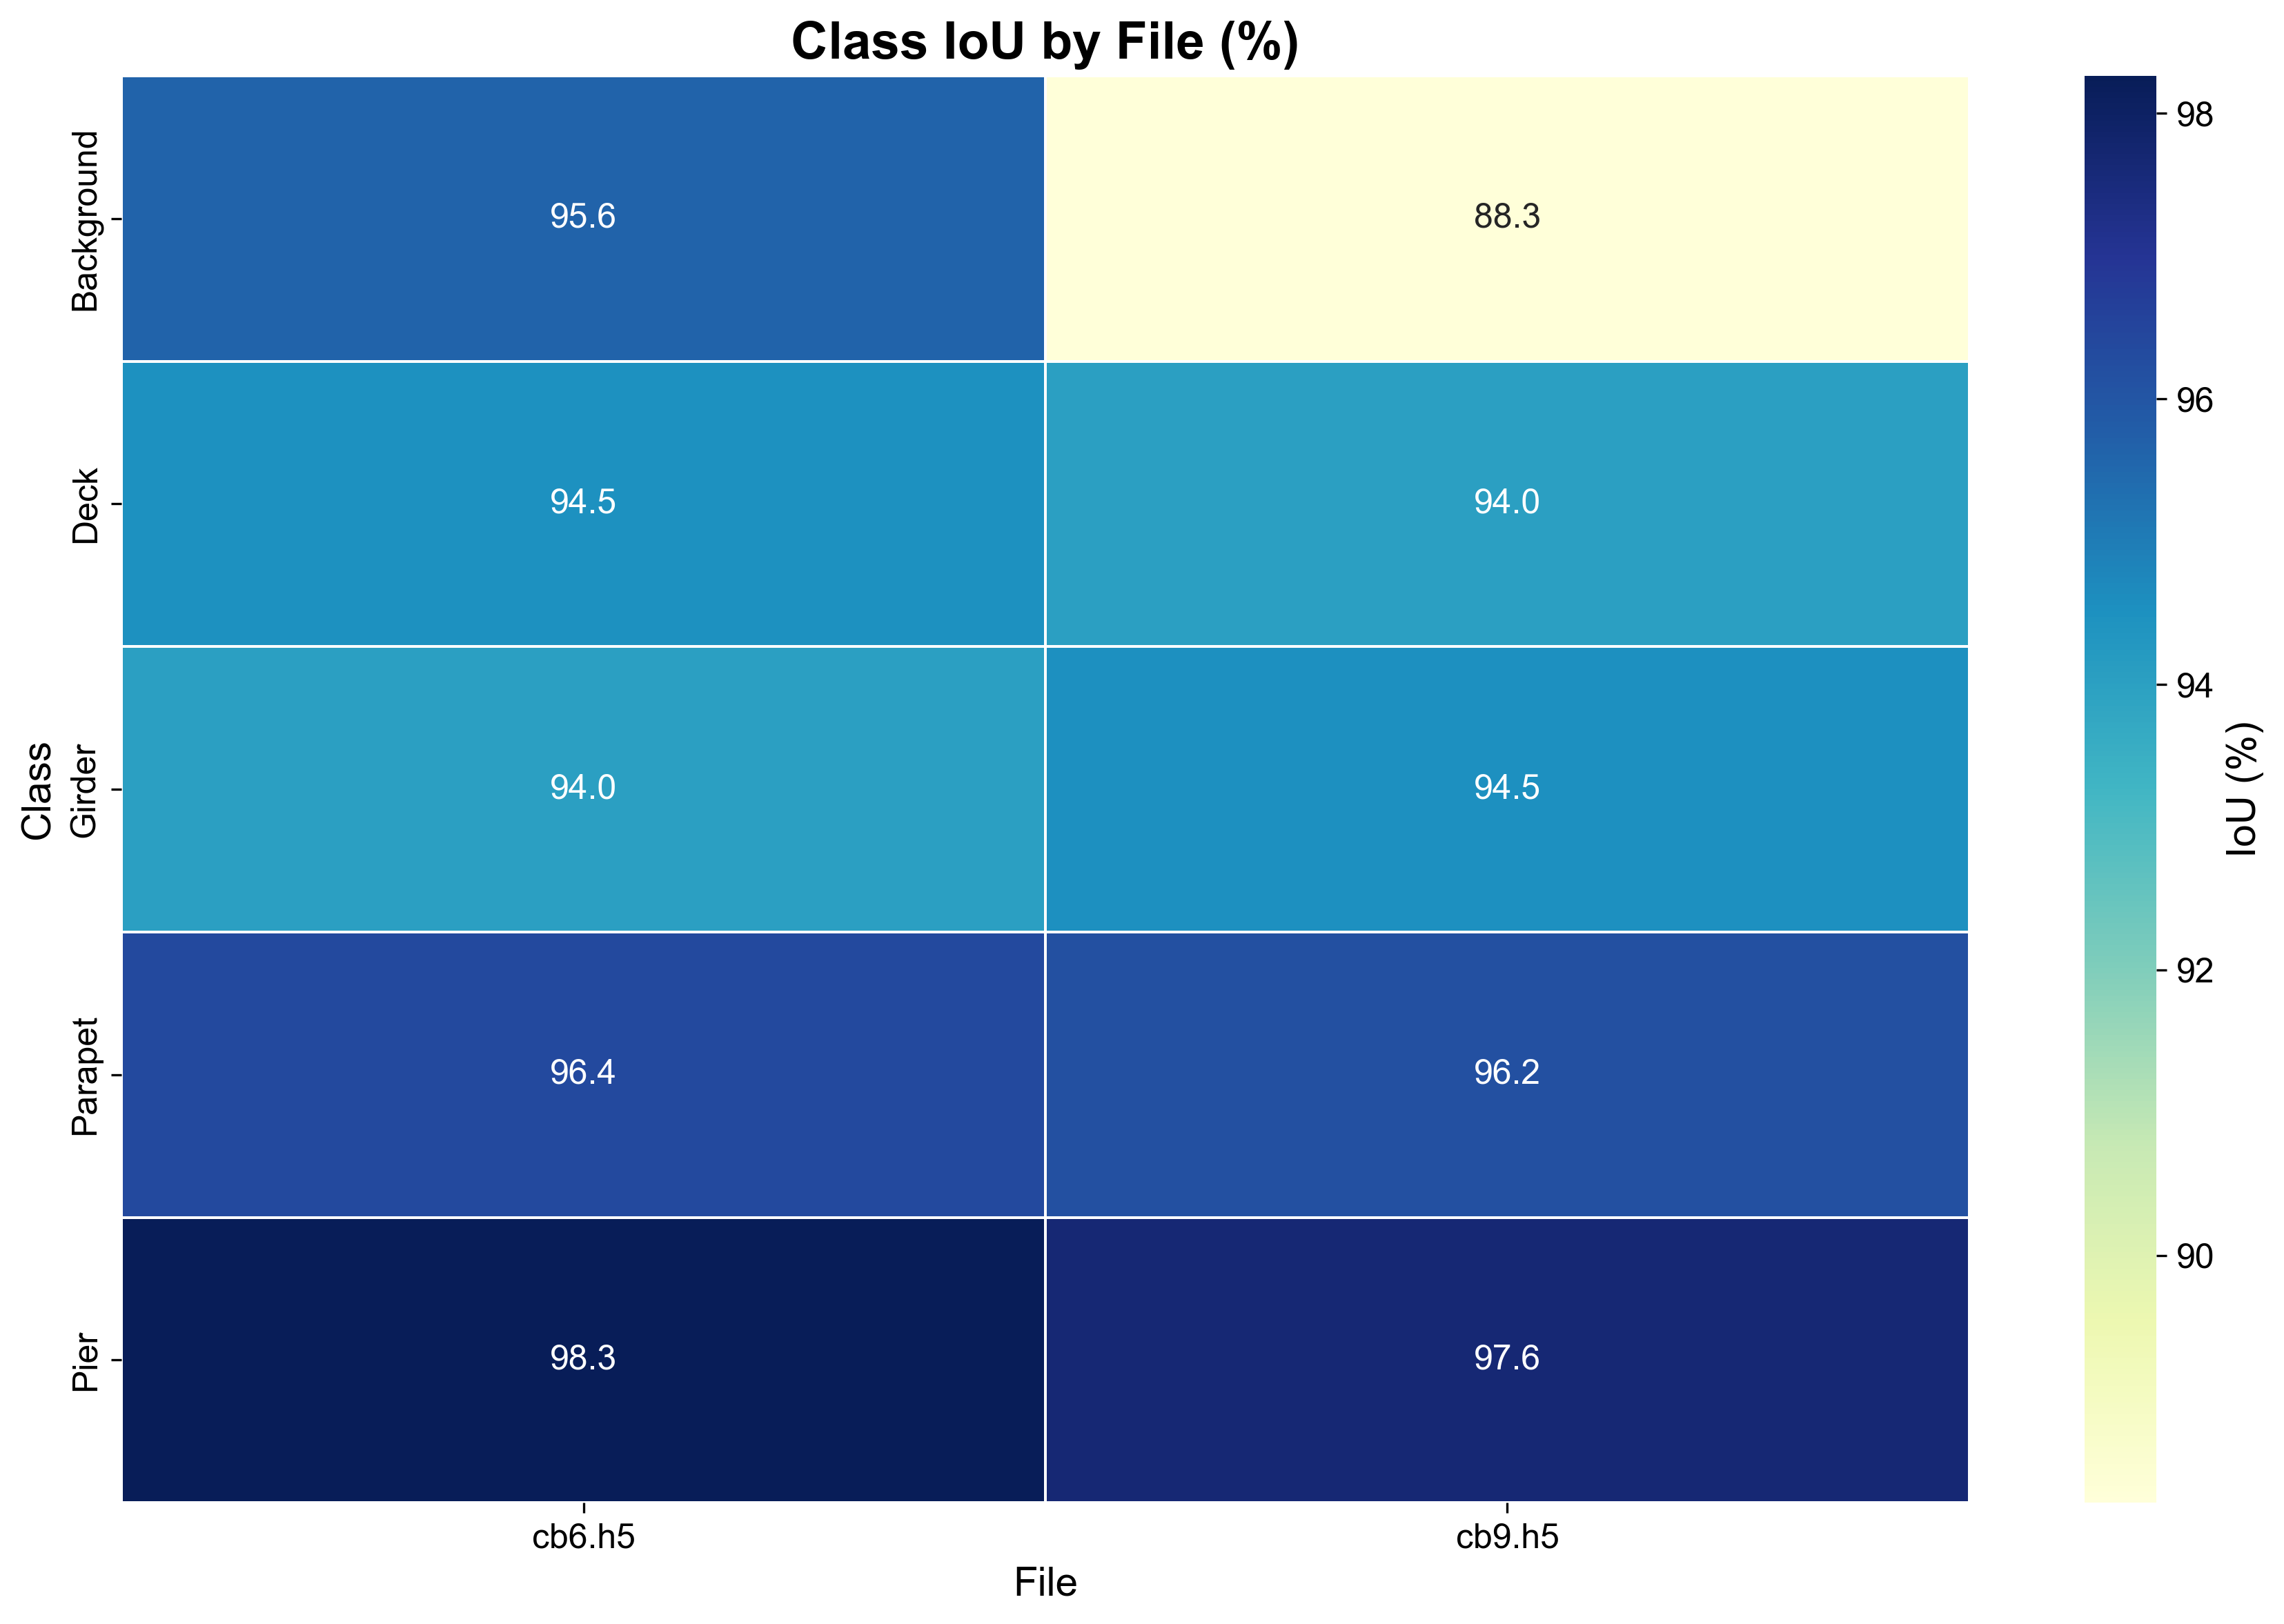 Class IoU by File (%)
Class
Background
95.6
88.3
Deck
94.5
94.0
Girder
94.0
94.5
Parapet
96.4
96.2
Pier
98.3
97.6
cb6.h5
cb9.h5
File
98
96
94
92
90
IoU (%)